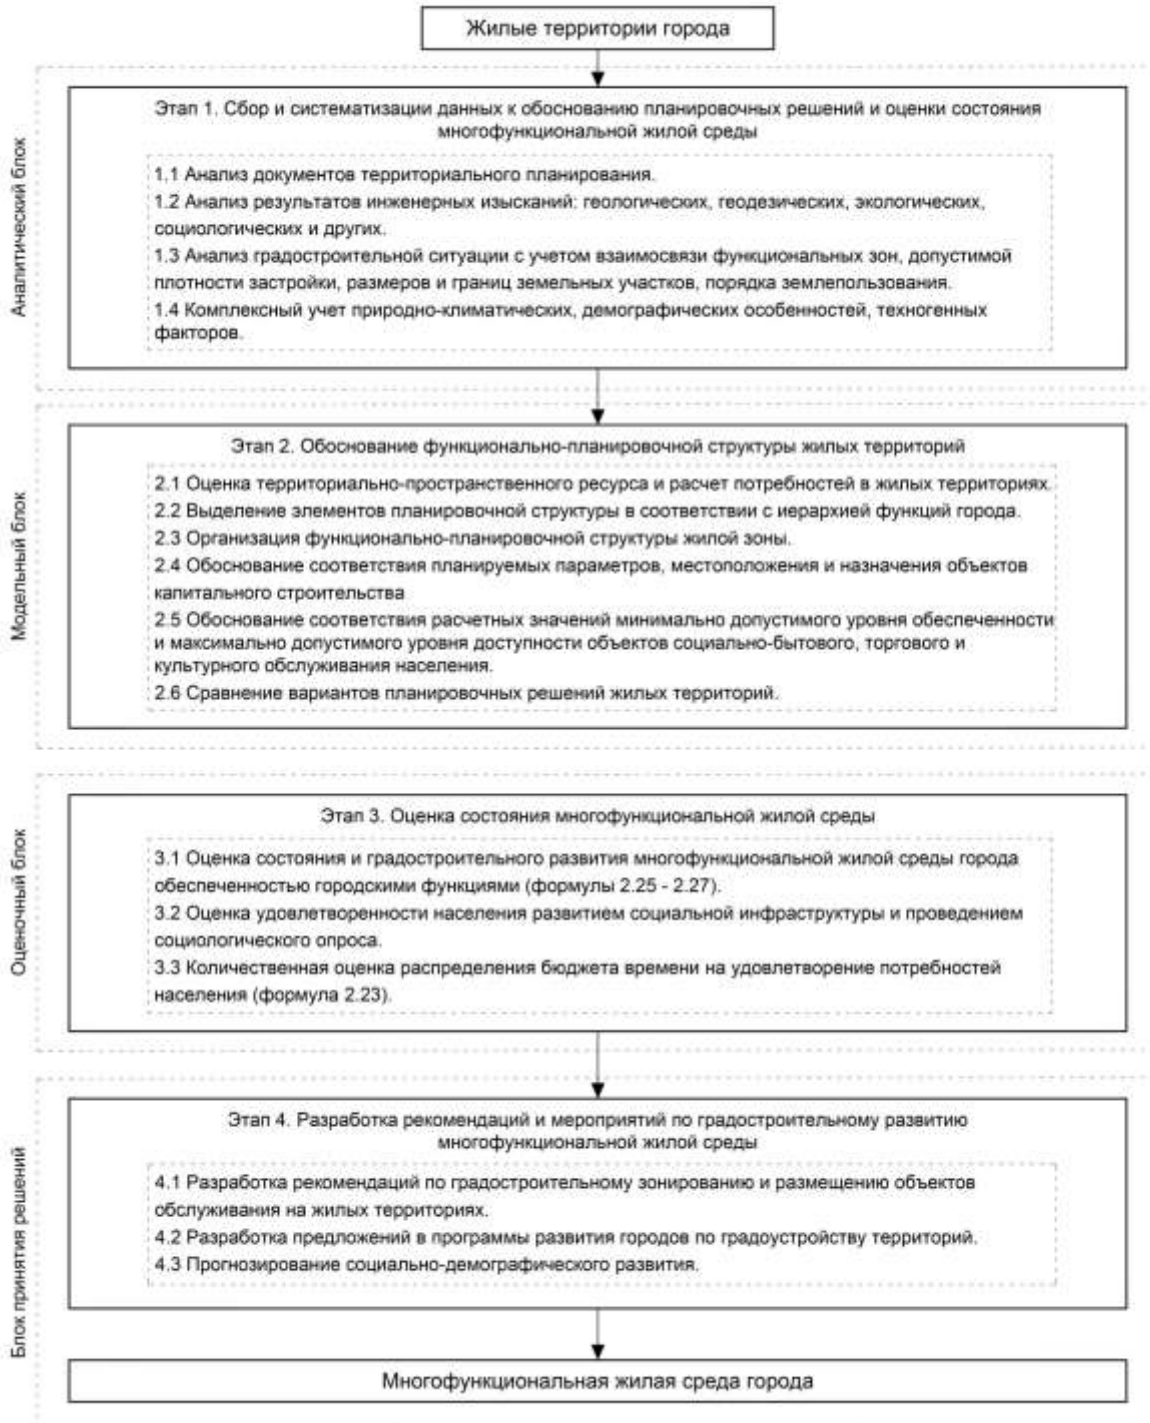 Жилые территории города
Аналитический блок
Этап 1. Сбор и систематизации данных к обоснованию планировочных решений и оценки состояния
многофункциональной жилой среды
1.1 Анализ документов территориального планирования.
1.2 Анализ результатов инженерных изысканий: геологических, геодезических, экологических,
социологических и других.
1.3 Анализ градостроительной ситуации с учетом взаимосвязи функциональных зон, допустимой
плотности застройки, размеров и границ земельных участков, порядка землепользования.
1.4 Комплексный учет природно-климатических, демографических особенностей, техногенных
факторов.
Модельный блок
Этап 2. Обоснование функционально-планировочной структуры жилых территорий
2.1 Оценка территориально-пространственного ресурса и расчет потребностей в жилых территориях.
2.2 Выделение элементов планировочной структуры в соответствии с иерархией функций города.
2.3 Организация функционально-планировочной структуры жилой зоны.
2.4 Обоснование соответствия планируемых параметров, местоположения и назначения объектов
капитального строительства
2.5 Обоснование соответствия расчетных значений минимально допустимого уровня обеспеченности
и максимально допустимого уровня доступности объектов социально-бытового, торгового и
культурного обслуживания населения.
2.6 Сравнение вариантов планировочных решений жилых территорий.
Оценочный блок
Этап 3. Оценка состояния многофункциональной жилой среды
3.1 Оценка состояния и градостроительного развития многофункциональной жилой среды города
обеспеченностью городскими функциями (формулы 2.25 - 2.27).
3.2 Оценка удовлетворенности населения развитием социальной инфраструктуры и проведением
социологического опроса.
3.3 Количественная оценка распределения бюджета времени на удовлетворение потребностей
населения (формула 2.23).
Блок принятия решений
Этап 4. Разработка рекомендаций и мероприятий по градостроительному развитию
многофункциональной жилой среды
4.1 Разработка рекомендаций по градостроительному зонированию и размещению объектов
обслуживания на жилых территориях.
4.2 Разработка предложений в программы развития городов по градоустройству территорий.
4.3 Прогнозирование социально-демографического развития.
Многофункциональная жилая среда города